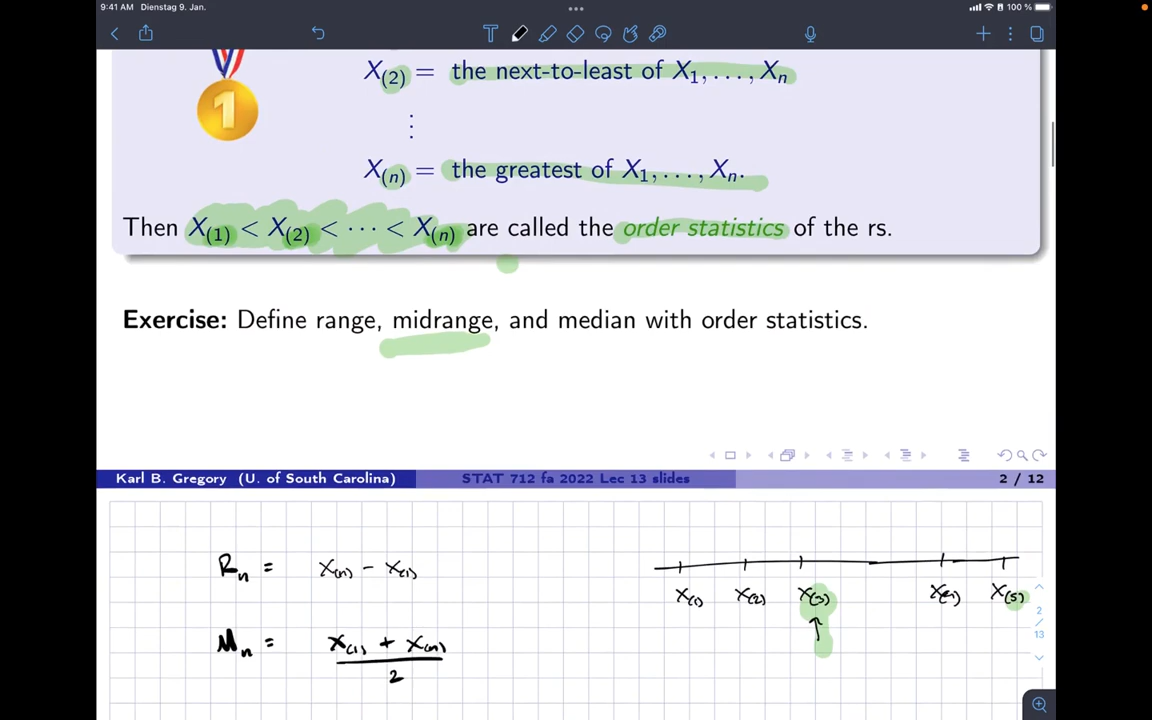 9:41 AM Dienstag 9. Jan.
100 %
T
X(2) = the next-to-least of X1, . . . , Xn
1
⋮
X(n) = the greatest of X1, . . . , Xn.
Then X(1) < X(2) < · · · < X(n) are called the order statistics of the rs.
Exercise: Define range, midrange, and median with order statistics.
Karl B. Gregory (U. of South Carolina) STAT 712 fa 2022 Lec 13 slides 2 / 12
Rn = X(n) - X(1)
X(1) X(2) X(3) X(4) X(5)
2
/
13
Mn = X(1) + X(n)
2